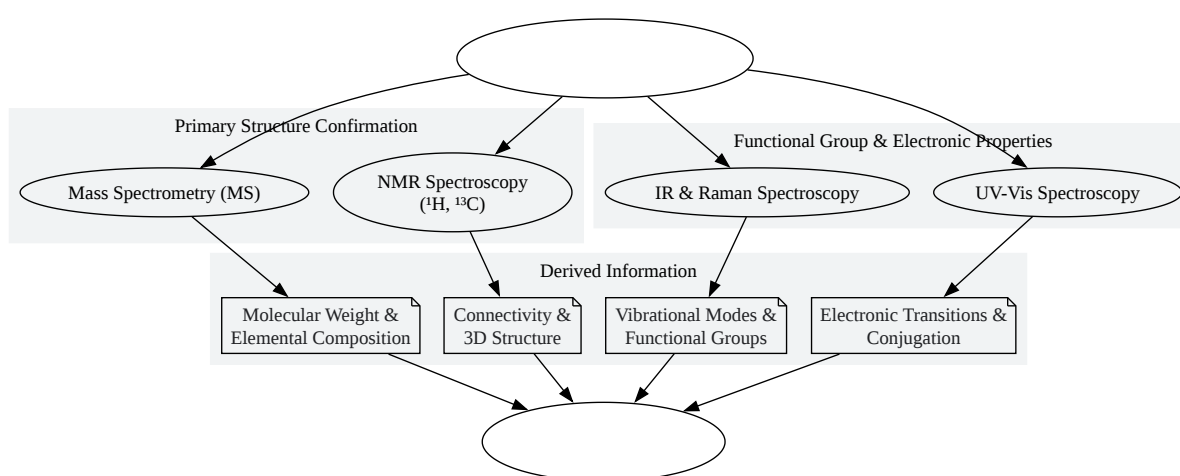 Primary Structure Confirmation
Functional Group & Electronic Properties
Mass Spectrometry (MS)
NMR Spectroscopy
(¹H, ¹³C)
IR & Raman Spectroscopy
UV-Vis Spectroscopy
Derived Information
Molecular Weight &
Elemental Composition
Connectivity &
3D Structure
Vibrational Modes &
Functional Groups
Electronic Transitions &
Conjugation